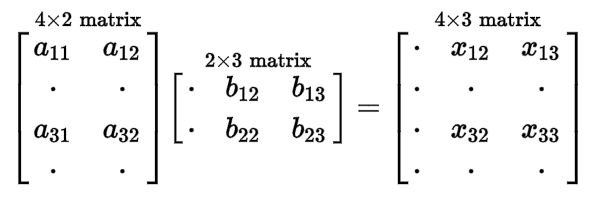 4×2 matrix 2×3 matrix 4×3 matrix
[ a₁₁ a₁₂ ] [ · b₁₂ b₁₃ ] = [ · x₁₂ x₁₃ ]
[ · · ] [ · b₂₂ b₂₃ ] [ · · · ]
[ a₃₁ a₃₂ ] [ · x₃₂ x₃₃ ]
[ · · ] [ · · · ]